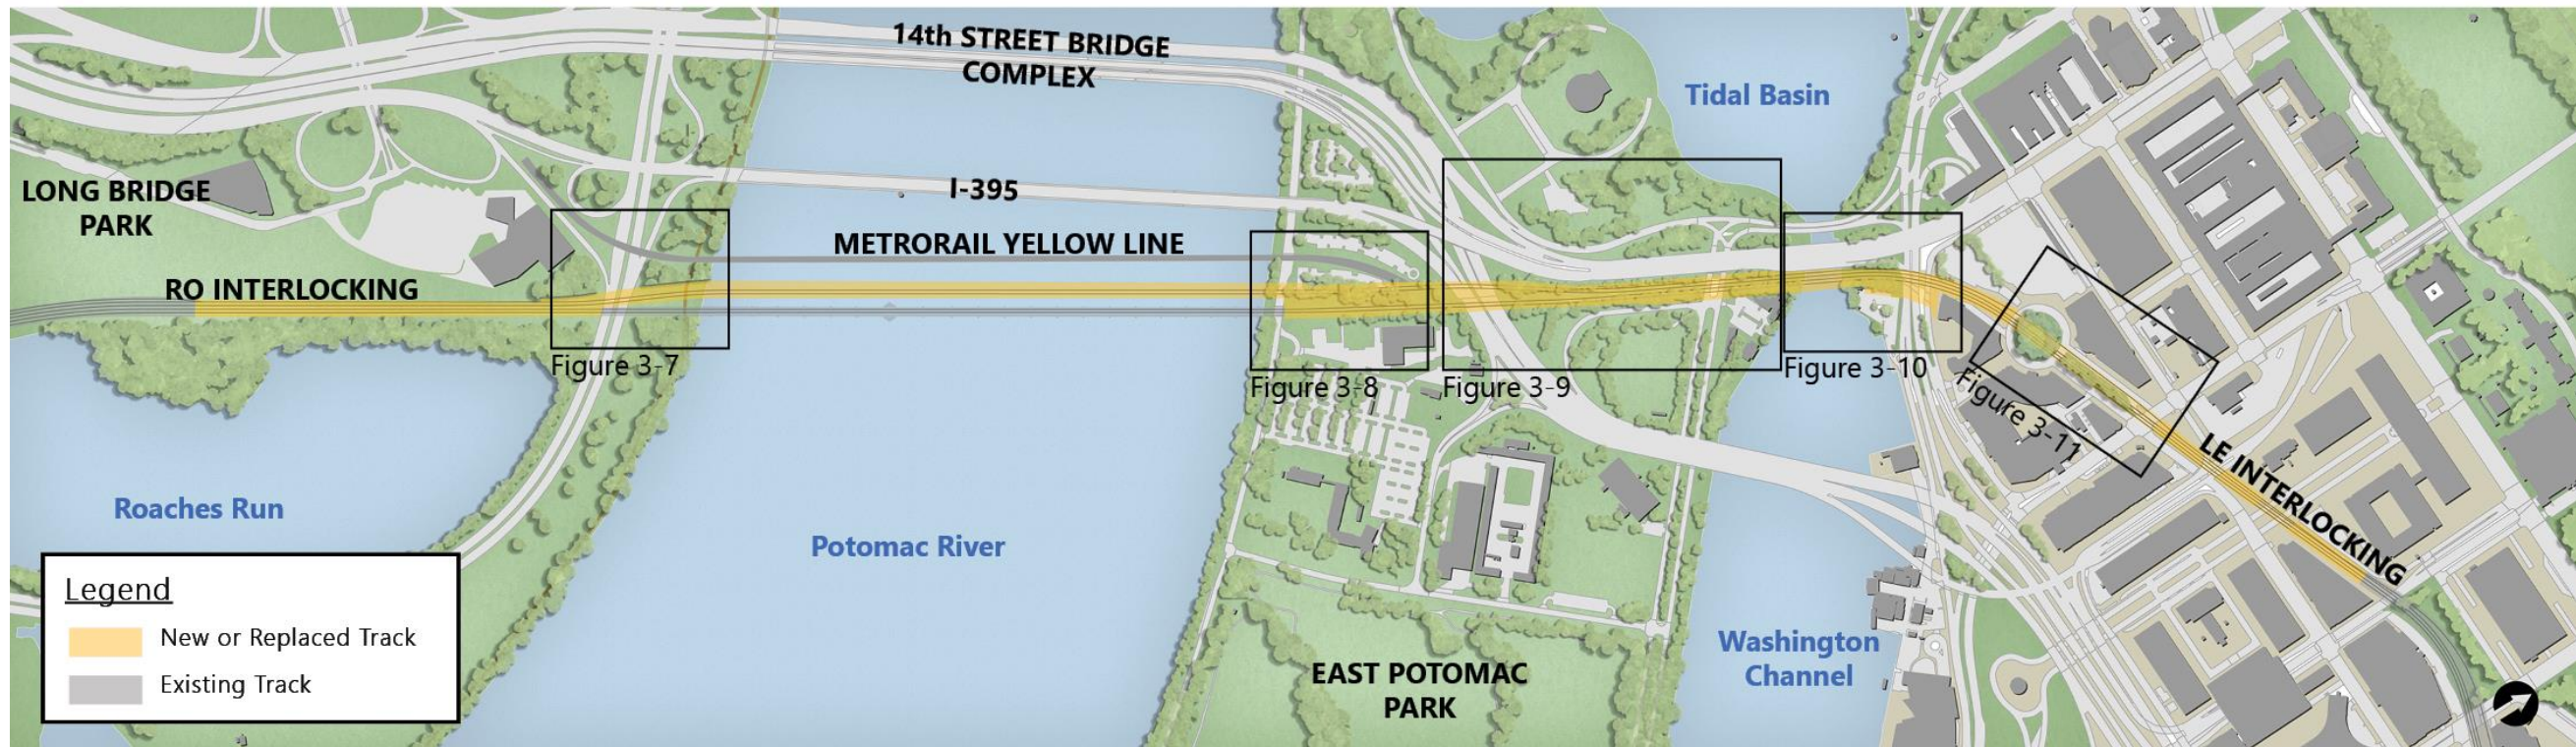 14th STREET BRIDGE
COMPLEX
Tidal Basin
I-395
LONG BRIDGE
PARK
METRORAIL YELLOW LINE
RO INTERLOCKING
Figure 3-7
Figure 3-8
Figure 3-9
Figure 3-10
Figure 3-11
LE INTERLOCKING
Roaches Run
Potomac River
Legend
New or Replaced Track
Existing Track
EAST POTOMAC
PARK
Washington
Channel